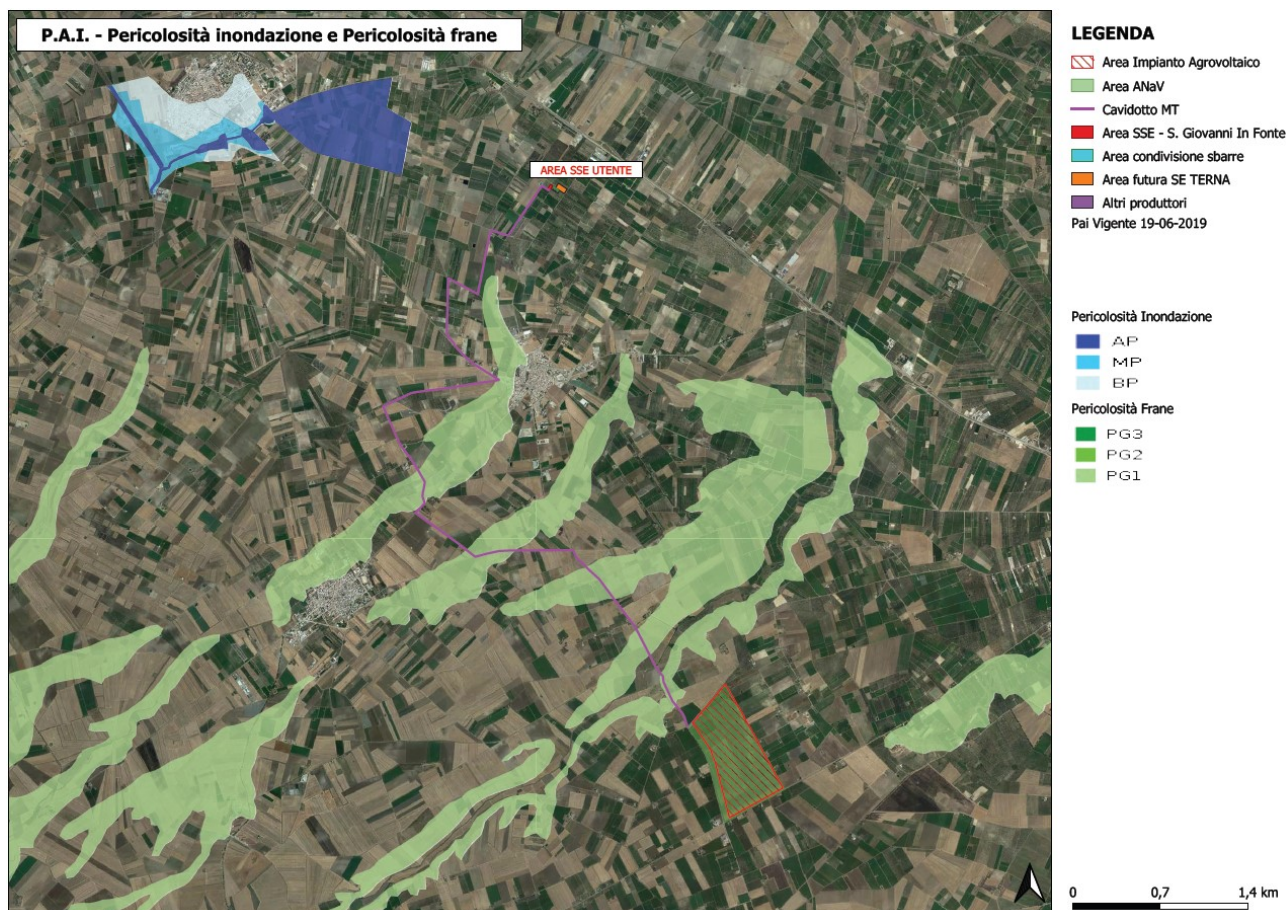 P.A.I. - Pericolosità inondazione e Pericolosità frane
AREA SSE UTENTE
LEGENDA
Area Impianto Agrovoltaico
Area ANaV
Cavidotto MT
Area SSE - S. Giovanni In Fonte
Area condivisione sbarre
Area futura SE TERNA
Altri produttori
Pai Vigente 19-06-2019
Pericolosità Inondazione
AP
MP
BP
Pericolosità Frane
PG3
PG2
PG1
0 0,7 1,4 km